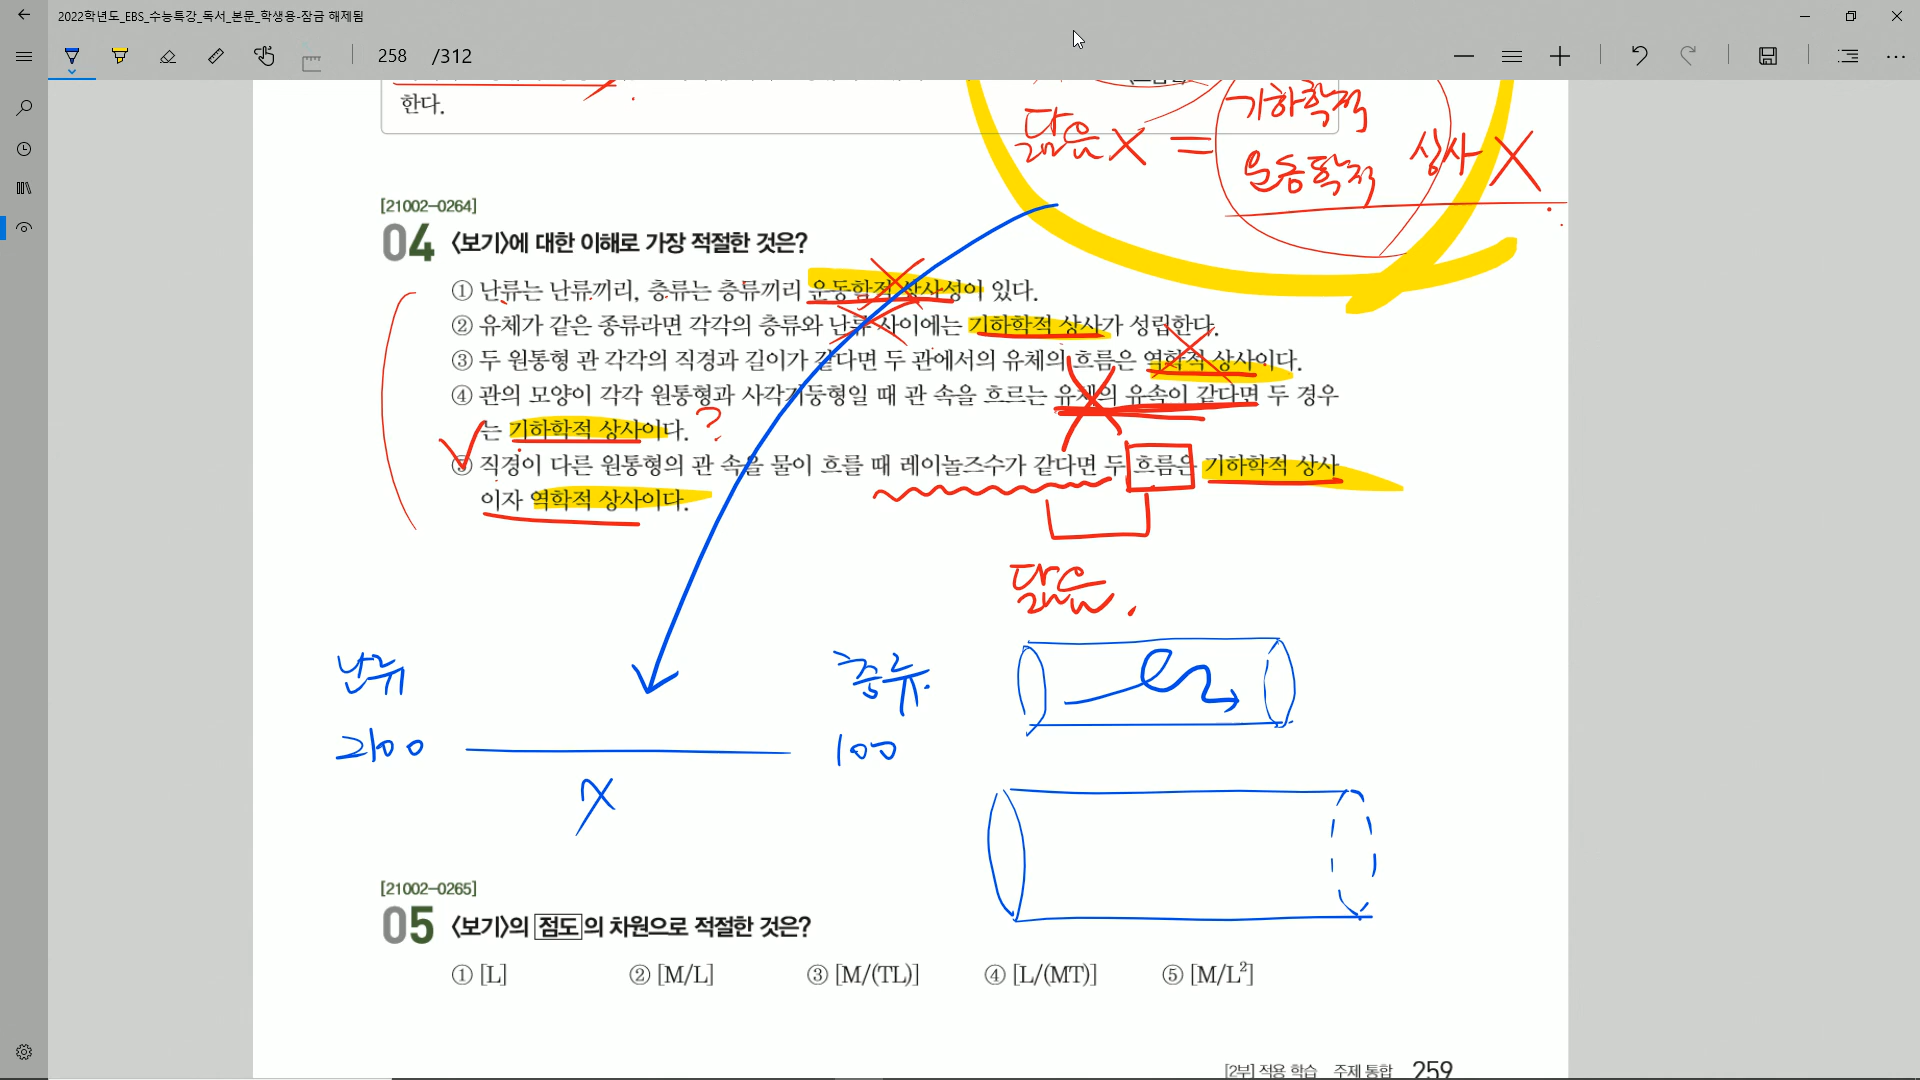 2022학년도_EBS_수능특강_독서_본문_학생용-잠금 해제됨
258 /312
한다.
닮음 X = 기하학적
운동학적 상사 X
[21002-0264]
04 <보기>에 대한 이해로 가장 적절한 것은?
① 난류는 난류끼리, 층류는 층류끼리 운동학적 상사성이 있다.
② 유체가 같은 종류라면 각각의 층류와 난류 사이에는 기하학적 상사가 성립한다.
③ 두 원통형 관 각각의 직경과 길이가 같다면 두 관에서의 유체의 흐름은 역학적 상사이다.
④ 관의 모양이 각각 원통형과 사각기둥형일 때 관 속을 흐르는 유체의 유속이 같다면 두 경우
는 기하학적 상사이다. ?
⑤ 직경이 다른 원통형의 관 속을 물이 흐를 때 레이놀즈수가 같다면 두 흐름은 기하학적 상사
이자 역학적 상사이다.
닮음.
난류 층류.
2100 100
X
[21002-0265]
05 <보기>의 점도의 차원으로 적절한 것은?
① [L] ② [M/L] ③ [M/(TL)] ④ [L/(MT)] ⑤ [M/L²]
[2부] 적용 학습 주제 통합 259